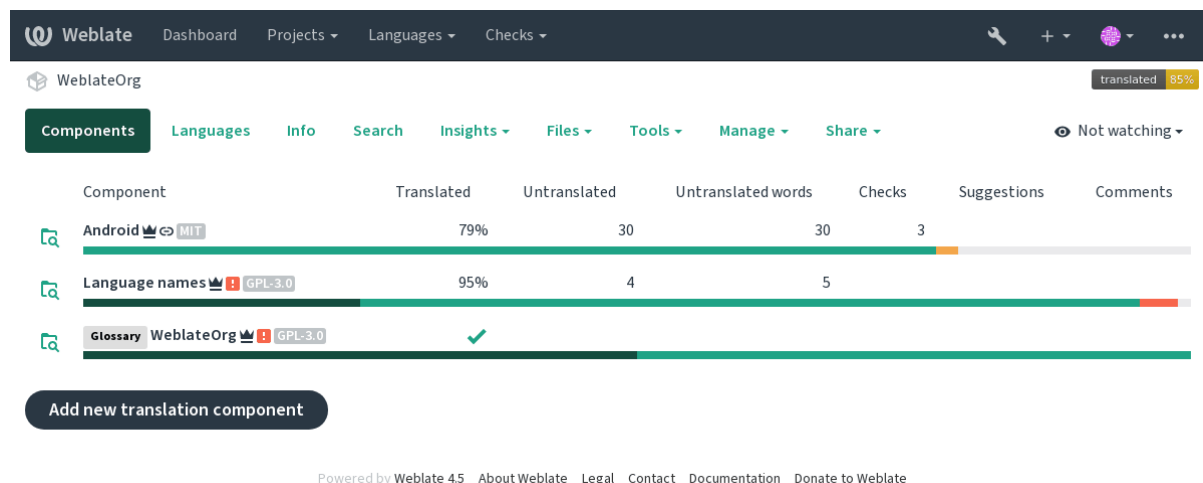 Weblate Dashboard Projects Languages Checks
WeblateOrg translated 85%
Components Languages Info Search Insights Files Tools Manage Share Not watching
Component Translated Untranslated Untranslated words Checks Suggestions Comments
Android MIT 79% 30 30 3
Language names GPL-3.0 95% 4 5
Glossary WeblateOrg GPL-3.0
Add new translation component
Powered by Weblate 4.5 About Weblate Legal Contact Documentation Donate to Weblate